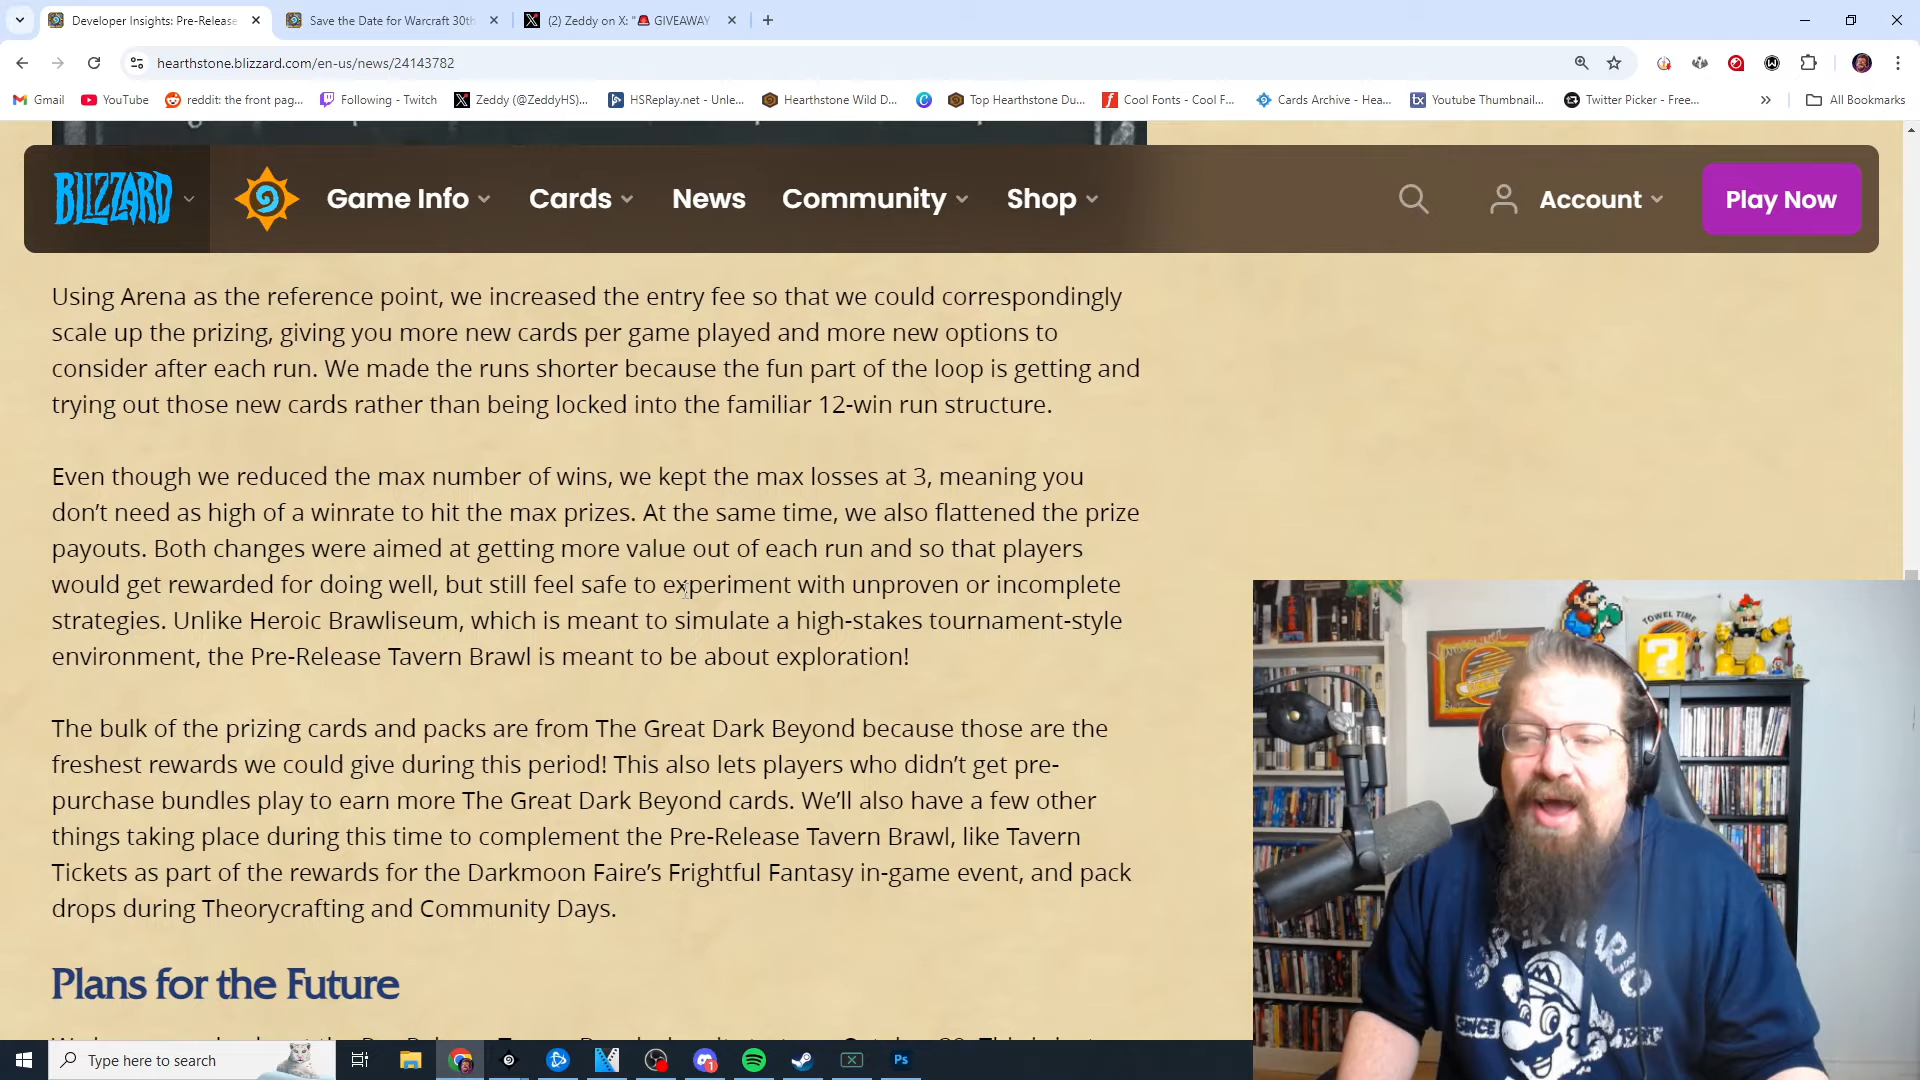 Developer Insights: Pre-Release
Save the Date for Warcraft 30th
(2) Zeddy on X: "🚨 GIVEAWAY
hearthstone.blizzard.com/en-us/news/24143782
Gmail
YouTube
reddit: the front pag...
Following - Twitch
Zeddy (@ZeddyHS)...
HSReplay.net - Unle...
Hearthstone Wild D...
Top Hearthstone Du...
Cool Fonts - Cool F...
Cards Archive - Hea...
Youtube Thumbnail...
Twitter Picker - Free...
All Bookmarks
BLIZZARD
Game Info
Cards
News
Community
Shop
Account
Play Now
Using Arena as the reference point, we increased the entry fee so that we could correspondingly
scale up the prizing, giving you more new cards per game played and more new options to
consider after each run. We made the runs shorter because the fun part of the loop is getting and
trying out those new cards rather than being locked into the familiar 12-win run structure.
Even though we reduced the max number of wins, we kept the max losses at 3, meaning you
don’t need as high of a winrate to hit the max prizes. At the same time, we also flattened the prize
payouts. Both changes were aimed at getting more value out of each run and so that players
would get rewarded for doing well, but still feel safe to experiment with unproven or incomplete
strategies. Unlike Heroic Brawliseum, which is meant to simulate a high-stakes tournament-style
environment, the Pre-Release Tavern Brawl is meant to be about exploration!
The bulk of the prizing cards and packs are from The Great Dark Beyond because those are the
freshest rewards we could give during this period! This also lets players who didn’t get pre-
purchase bundles play to earn more The Great Dark Beyond cards. We’ll also have a few other
things taking place during this time to complement the Pre-Release Tavern Brawl, like Tavern
Tickets as part of the rewards for the Darkmoon Faire’s Frightful Fantasy in-game event, and pack
drops during Theorycrafting and Community Days.
Plans for the Future
TOWEL TIME
SUPER MARIO
SINCE
Type here to search